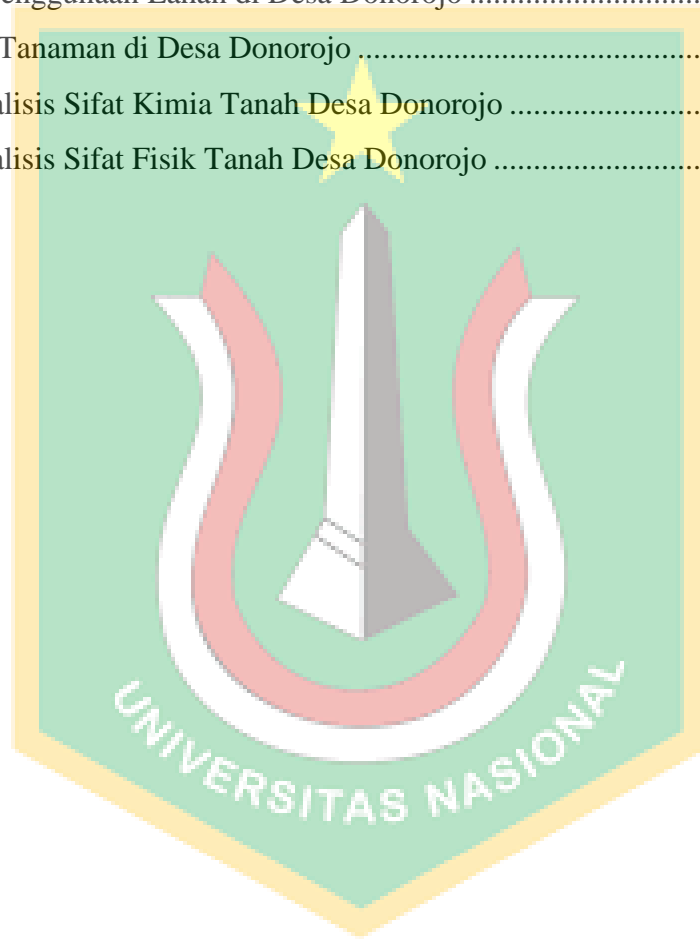 enggunaan Lahan di Desa Donorojo ................................
Tanaman di Desa Donorojo .............................................
alisis Sifat Kimia Tanah Desa Donorojo .........................
alisis Sifat Fisik Tanah Desa Donorojo ...........................
UNIVERSITAS NASIONAL